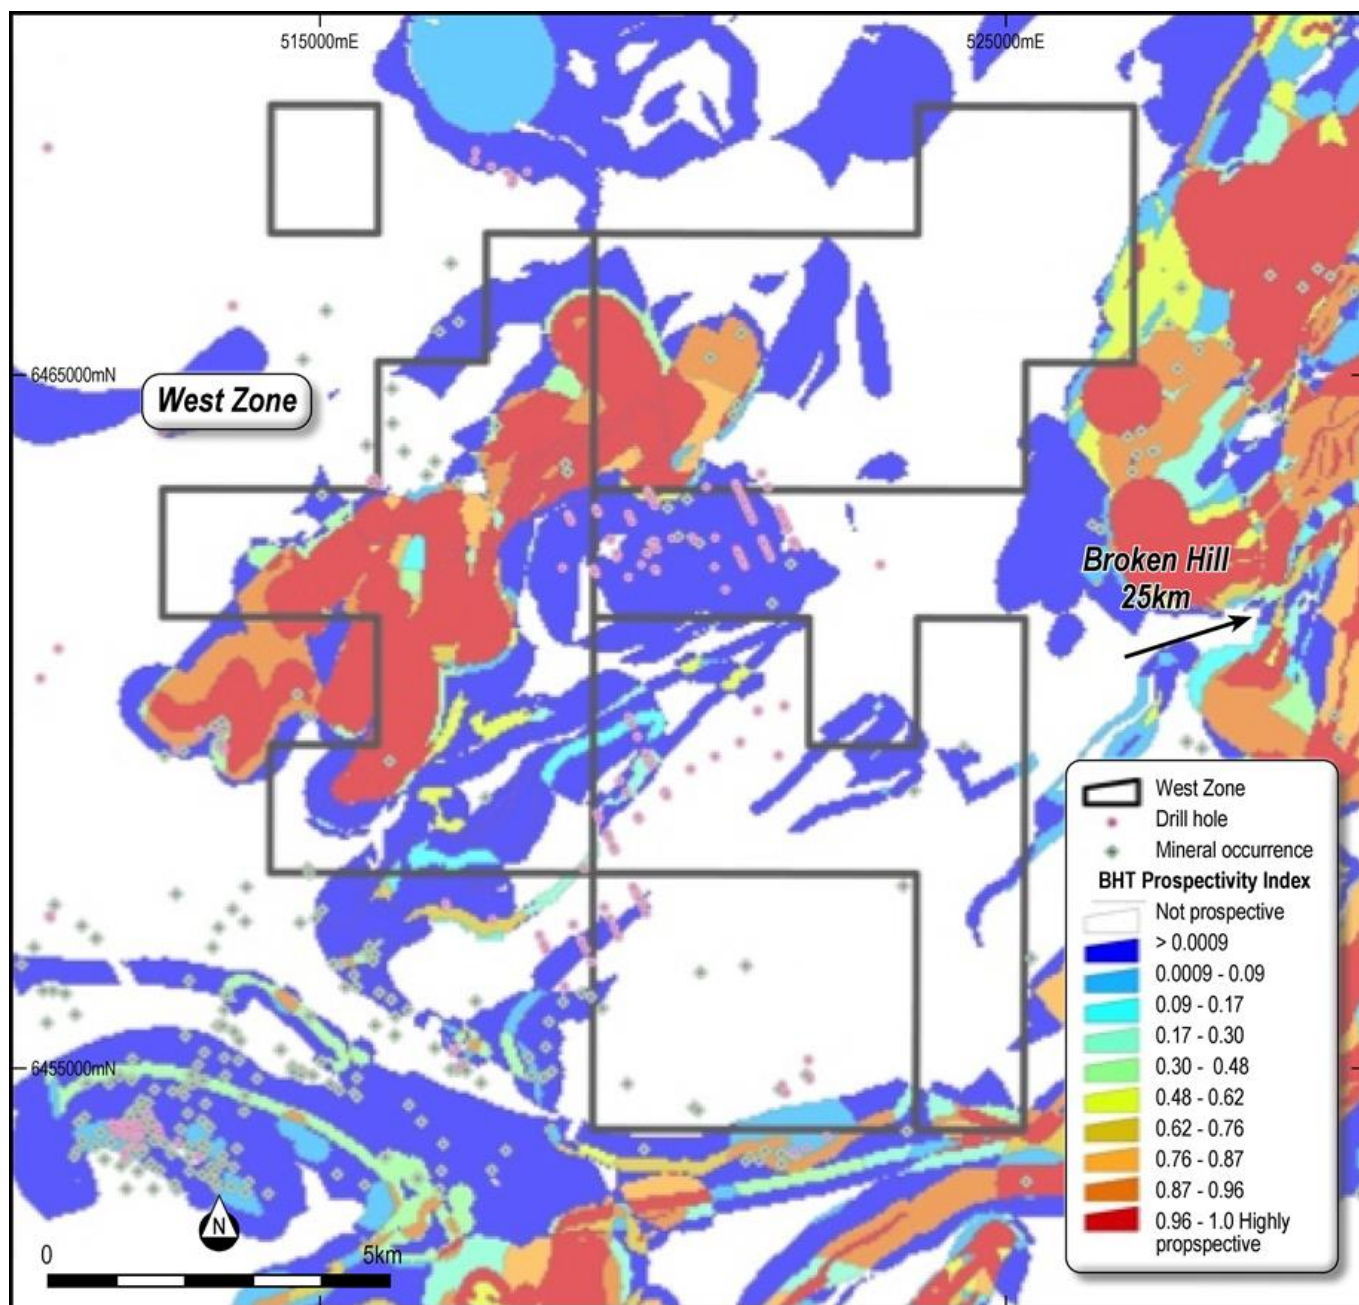 515000mE
525000mE
6465000mN
West Zone
Broken Hill
25km
West Zone
Drill hole
Mineral occurrence
BHT Prospectivity Index
Not prospective
> 0.0009
0.0009 - 0.09
0.09 - 0.17
0.17 - 0.30
0.30 - 0.48
0.48 - 0.62
0.62 - 0.76
0.76 - 0.87
0.87 - 0.96
0.96 - 1.0 Highly
propspective
6455000mN
N
0
5km